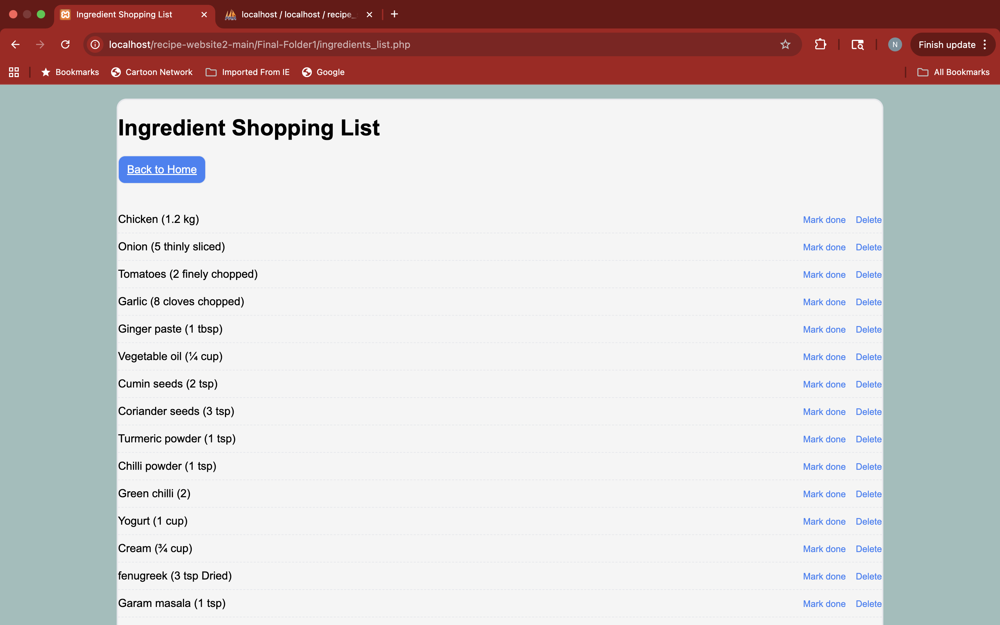 Ingredient Shopping List
localhost / localhost / recipe_
localhost/recipe-website2-main/Final-Folder1/ingredients_list.php
N
Finish update
Bookmarks
Cartoon Network
Imported From IE
Google
All Bookmarks
Ingredient Shopping List
Back to Home
Chicken (1.2 kg) Mark done Delete
Onion (5 thinly sliced) Mark done Delete
Tomatoes (2 finely chopped) Mark done Delete
Garlic (8 cloves chopped) Mark done Delete
Ginger paste (1 tbsp) Mark done Delete
Vegetable oil (¼ cup) Mark done Delete
Cumin seeds (2 tsp) Mark done Delete
Coriander seeds (3 tsp) Mark done Delete
Turmeric powder (1 tsp) Mark done Delete
Chilli powder (1 tsp) Mark done Delete
Green chilli (2) Mark done Delete
Yogurt (1 cup) Mark done Delete
Cream (¾ cup) Mark done Delete
fenugreek (3 tsp Dried) Mark done Delete
Garam masala (1 tsp) Mark done Delete